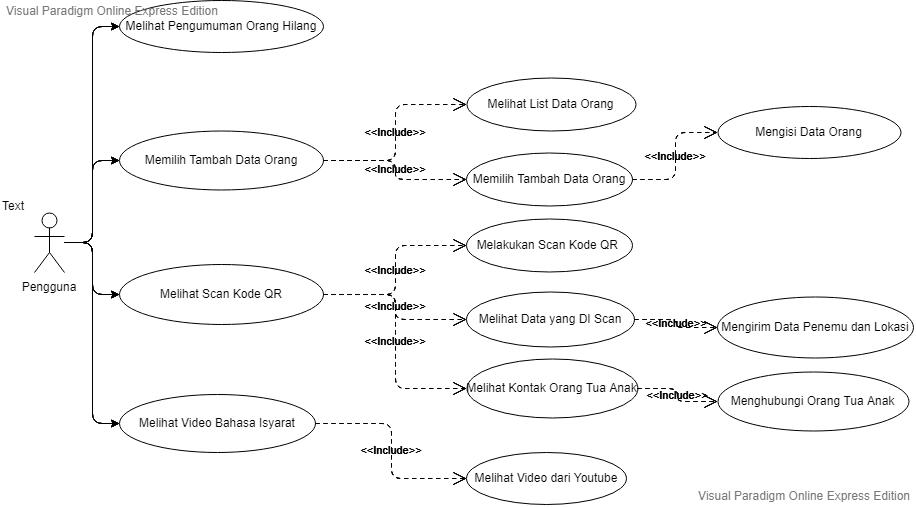 Visual Paradigm Online Express Edition
Melihat Pengumuman Orang Hilang
Melihat List Data Orang
<<Include>>
Mengisi Data Orang
Memilih Tambah Data Orang
<<Include>>
<<Include>>
Memilih Tambah Data Orang
Text
Pengguna
Melakukan Scan Kode QR
<<Include>>
Melihat Scan Kode QR
<<Include>>
Melihat Data yang DI Scan
<<Include>>
Mengirim Data Penemu dan Lokasi
<<Include>>
Melihat Kontak Orang Tua Anak
<<Include>>
Menghubungi Orang Tua Anak
Melihat Video Bahasa Isyarat
<<Include>>
Melihat Video dari Youtube
Visual Paradigm Online Express Edition